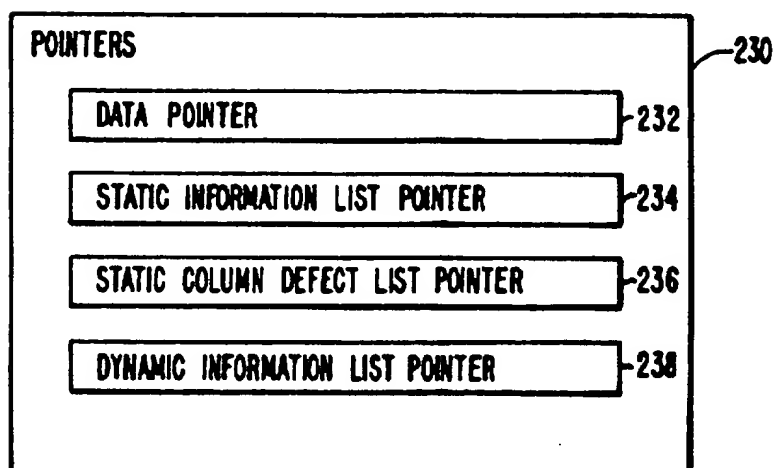 POINTERS
230
DATA POINTER 232
STATIC INFORMATION LIST POINTER 234
STATIC COLUMN DEFECT LIST POINTER 236
DYNAMIC INFORMATION LIST POINTER 238